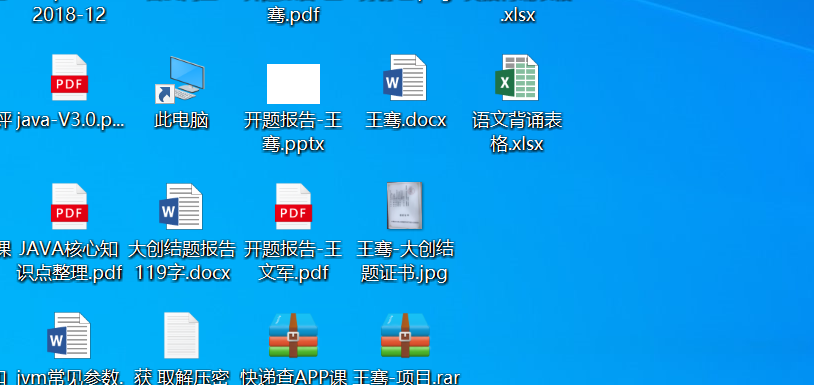 2018-12
骞.pdf
.xlsx
评
java-V3.0.p...
此电脑
开题报告-王
骞.pptx
王骞.docx
语文背诵表
格.xlsx
课
JAVA核心知
识点整理.pdf
大创结题报告
119字.docx
开题报告-王
文军.pdf
王骞-大创结
题证书.jpg
jvm常见参数.
获 取解压密
快递查APP课
王骞-项目.rar